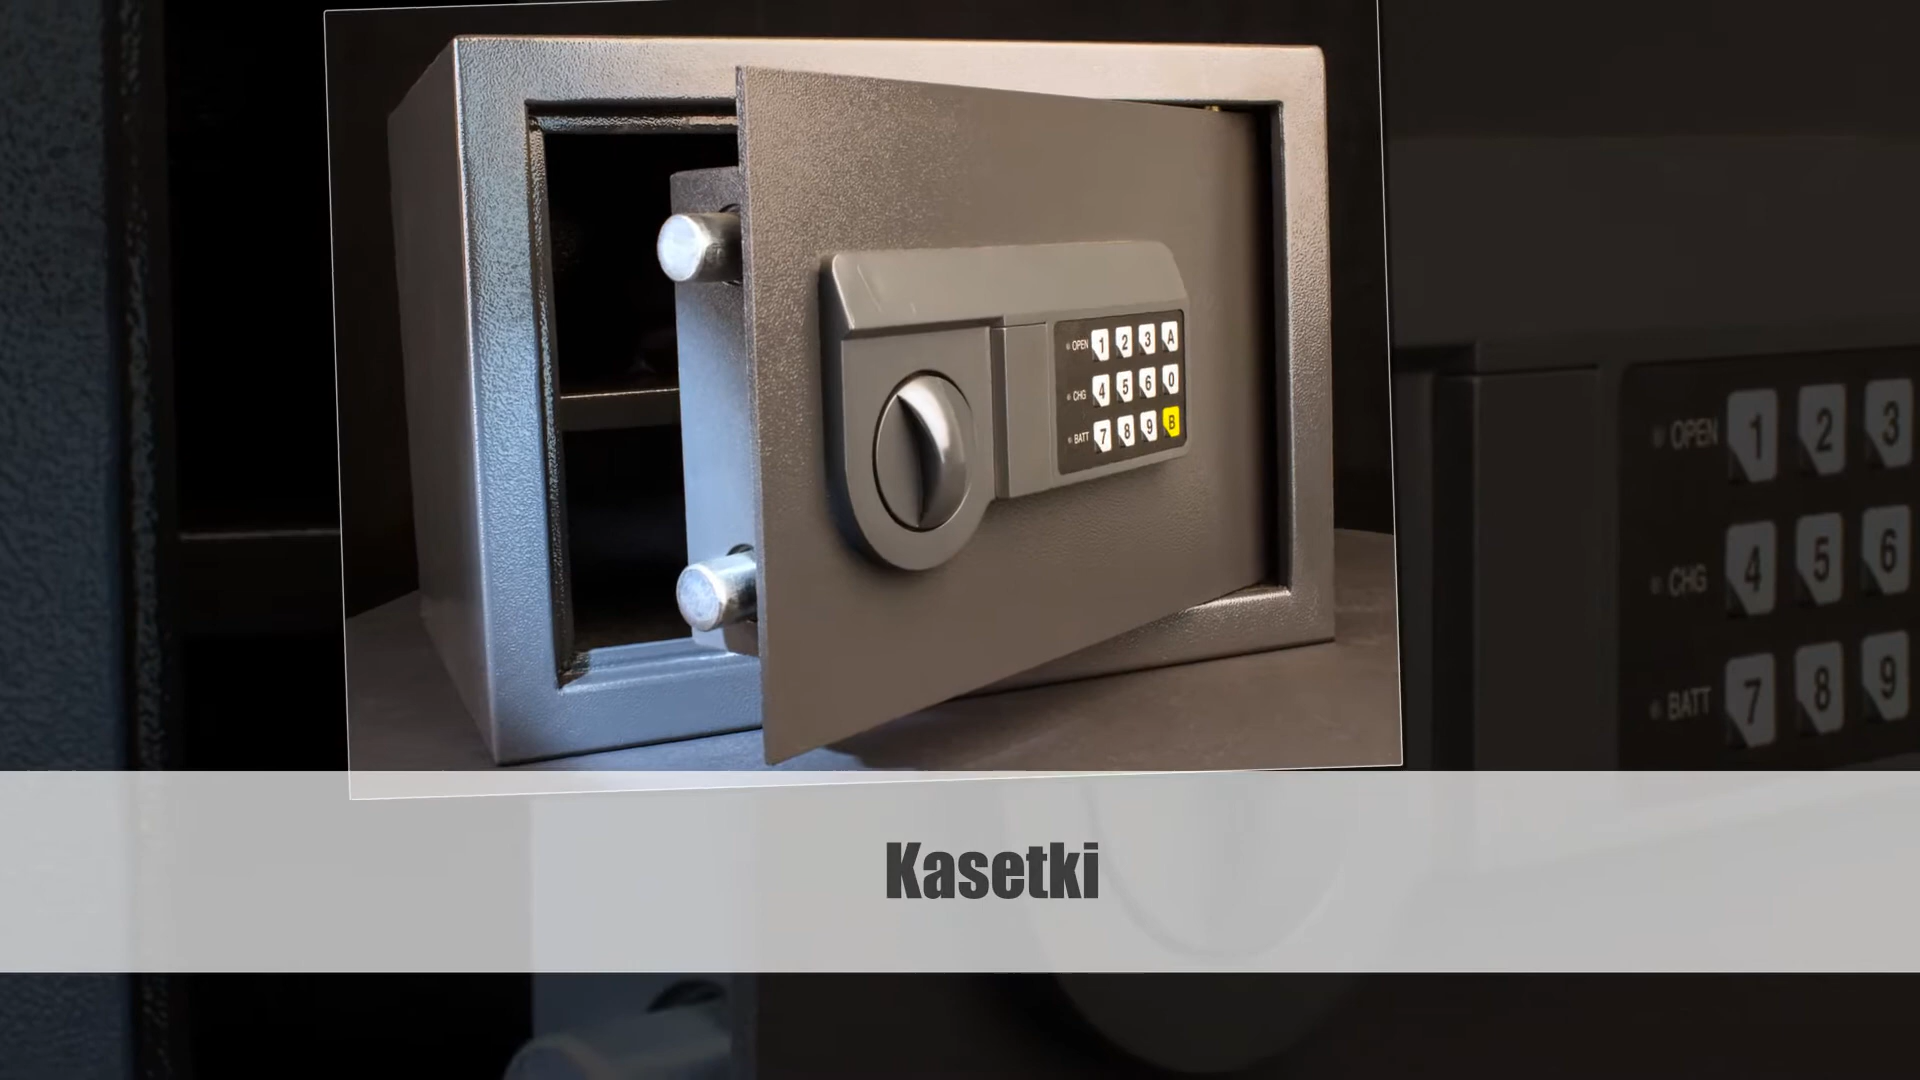 OPEN 1 2 3 A
CHG 4 5 6 0
BATT 7 8 9 B
OPEN 1 2 3
CHG 4 5 6
BATT 7 8 9
Kasetki